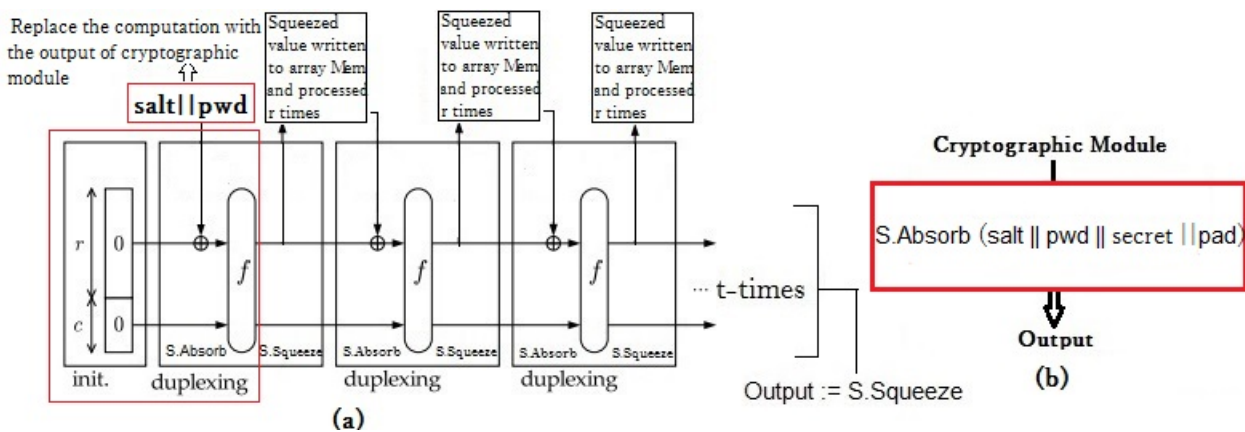 Replace the computation with
the output of cryptographic
module
salt||pwd
Squeezed
value written
to array Mem
and processed
r times
Squeezed
value written
to array Mem
and processed
r times
Squeezed
value written
to array Mem
and processed
r times
r
c
0
0
f
f
f
S.Absorb
S.Squeeze
S.Absorb
S.Squeeze
S.Absorb
S.Squeeze
init.
duplexing
duplexing
duplexing
··· t-times
Output := S.Squeeze
(a)
Cryptographic Module
S.Absorb (salt || pwd || secret ||pad)
Output
(b)